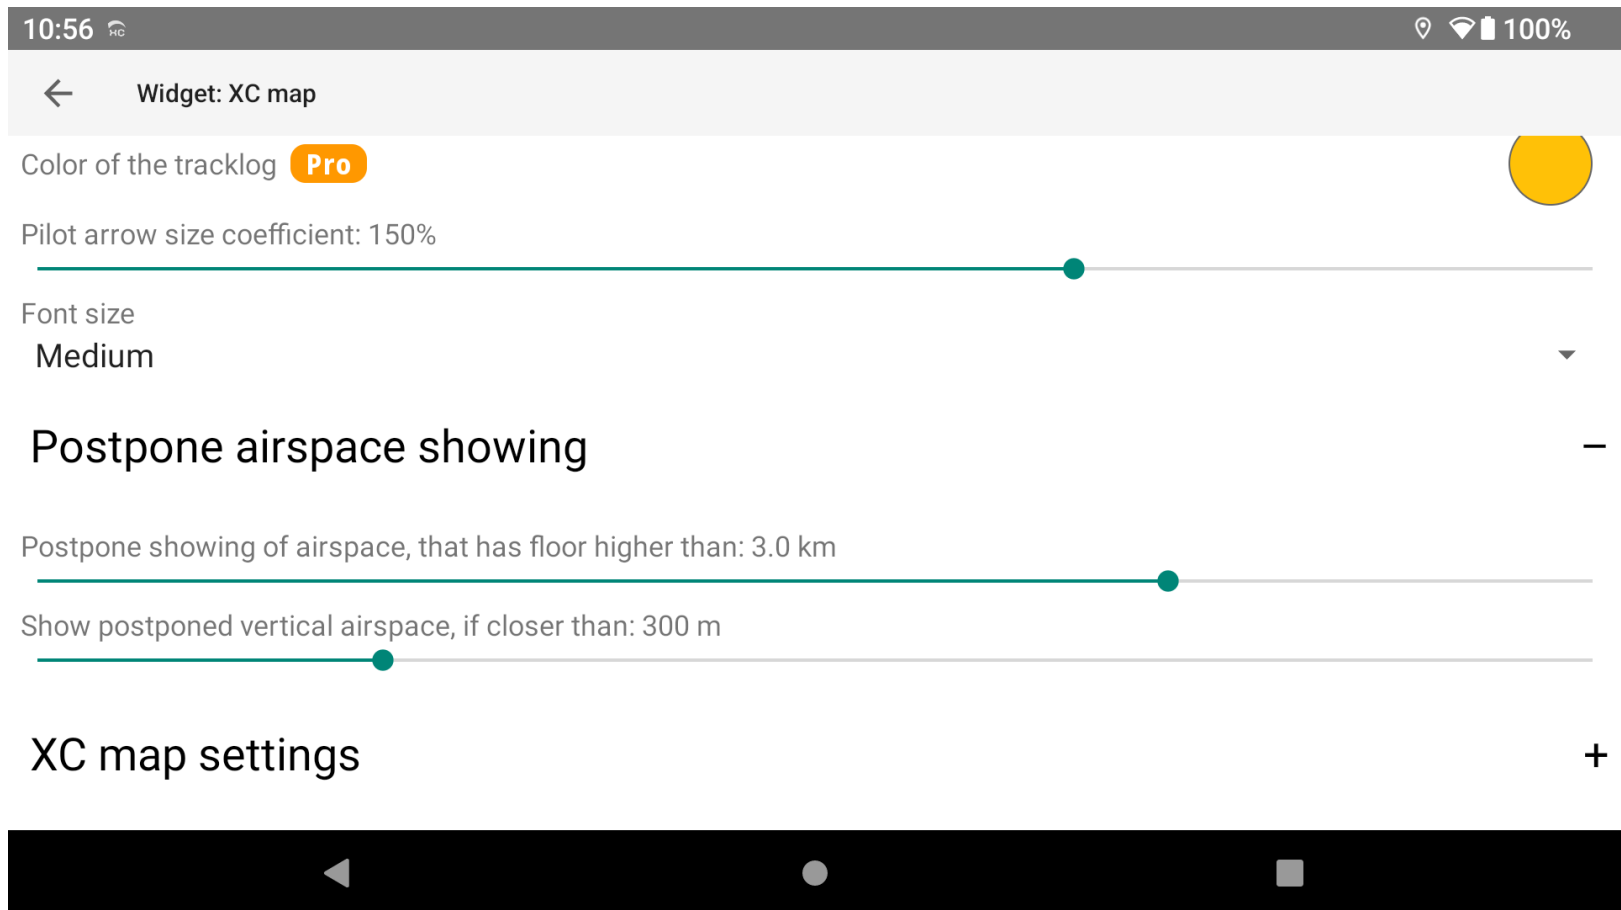 10:56 XC 100%
Widget: XC map
Color of the tracklog Pro
Pilot arrow size coefficient: 150%
Font size
Medium
Postpone airspace showing −
Postpone showing of airspace, that has floor higher than: 3.0 km
Show postponed vertical airspace, if closer than: 300 m
XC map settings +